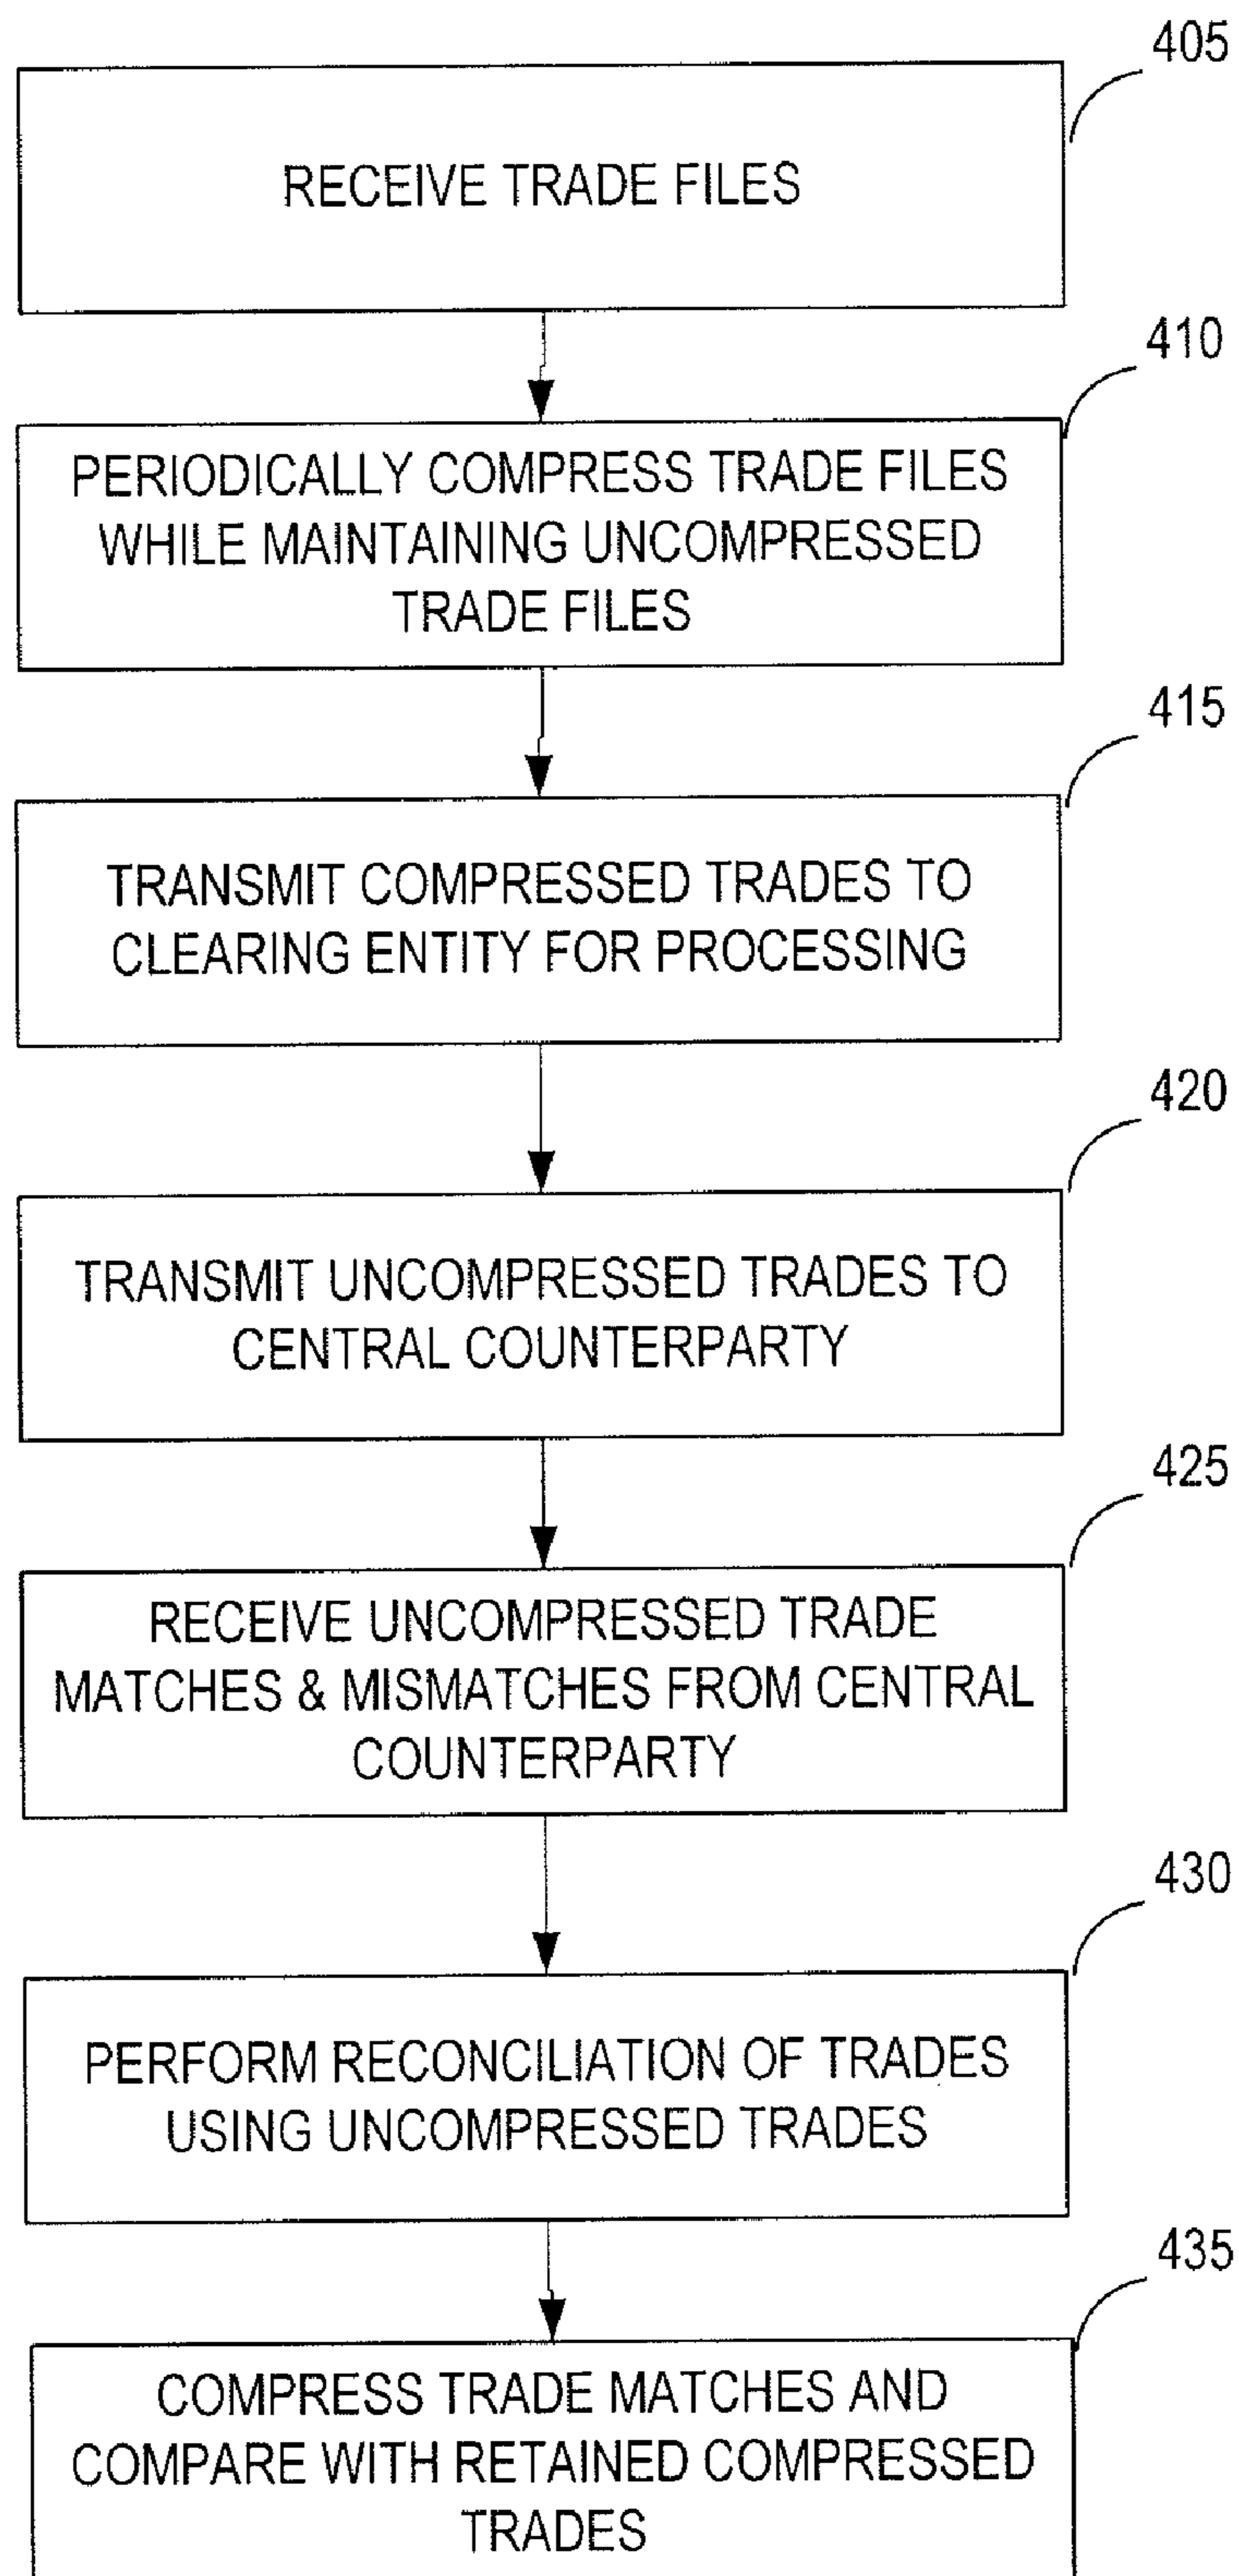 405
RECEIVE TRADE FILES
410
PERIODICALLY COMPRESS TRADE FILES
WHILE MAINTAINING UNCOMPRESSED
TRADE FILES
415
TRANSMIT COMPRESSED TRADES TO
CLEARING ENTITY FOR PROCESSING
420
TRANSMIT UNCOMPRESSED TRADES TO
CENTRAL COUNTERPARTY
425
RECEIVE UNCOMPRESSED TRADE
MATCHES & MISMATCHES FROM CENTRAL
COUNTERPARTY
430
PERFORM RECONCILIATION OF TRADES
USING UNCOMPRESSED TRADES
435
COMPRESS TRADE MATCHES AND
COMPARE WITH RETAINED COMPRESSED
TRADES